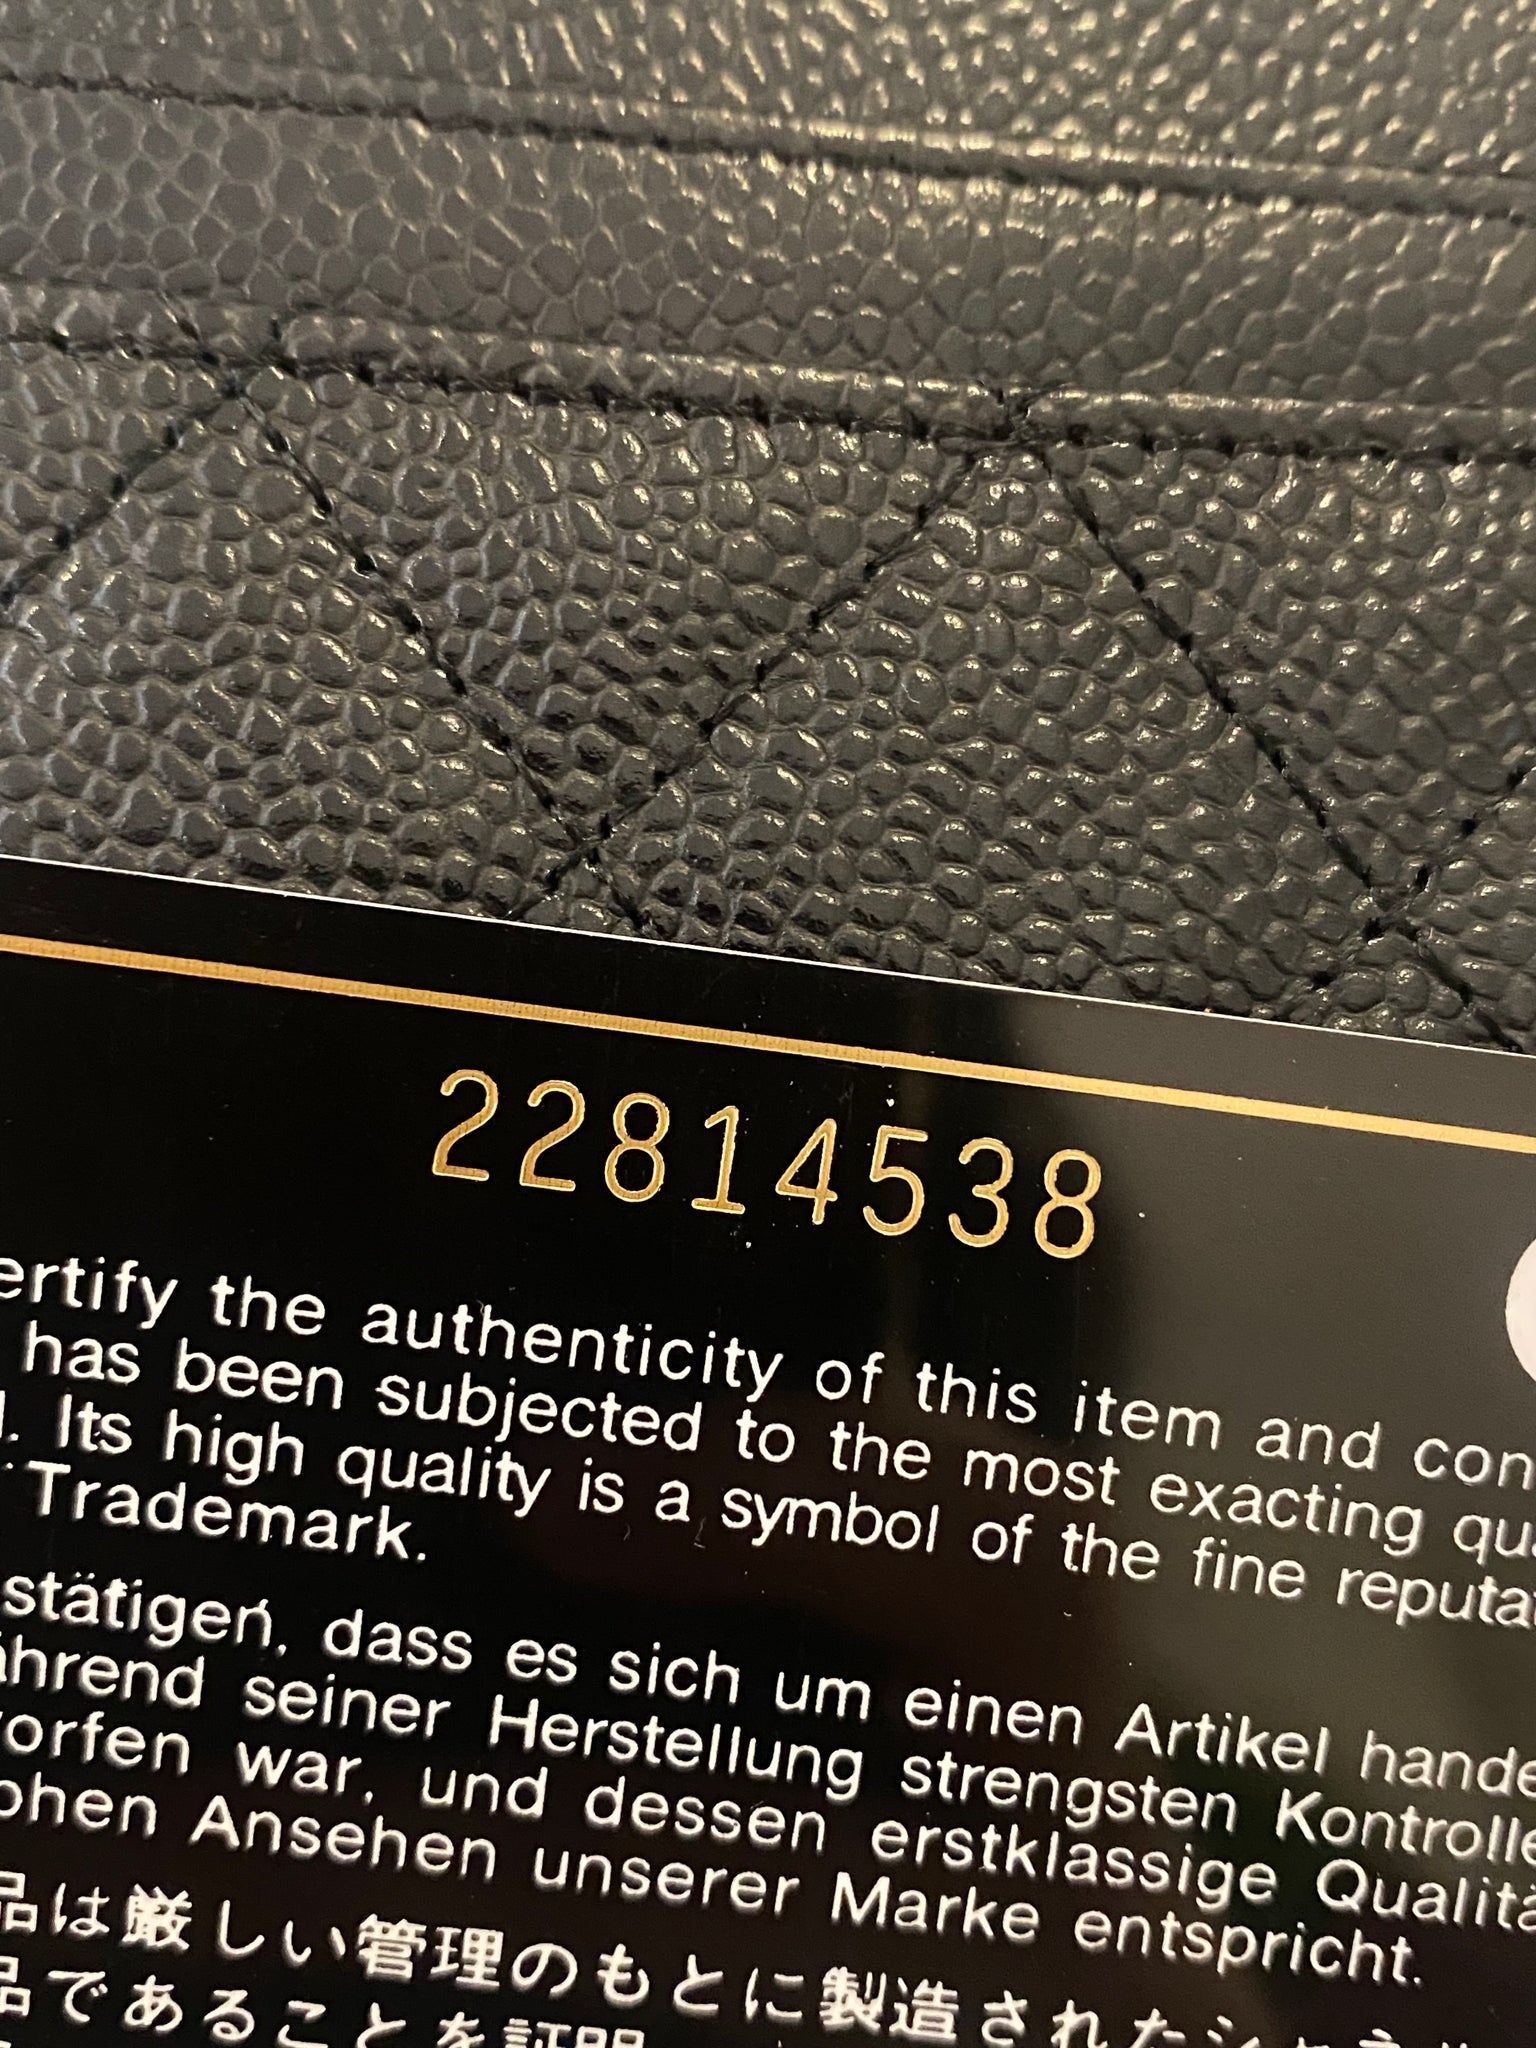 22814538
ertify the authenticity of this item and con
has been subjected to the most exacting qu
. Its high quality is a symbol of the fine reputa
Trademark.
stätigen, dass es sich um einen Artikel hande
ährend seiner Herstellung strengsten Kontrolle
orfen war, und dessen erstklassige Qualitä
ohen Ansehen unserer Marke entspricht.
品は厳しい管理のもとに製造された
品であることを証明